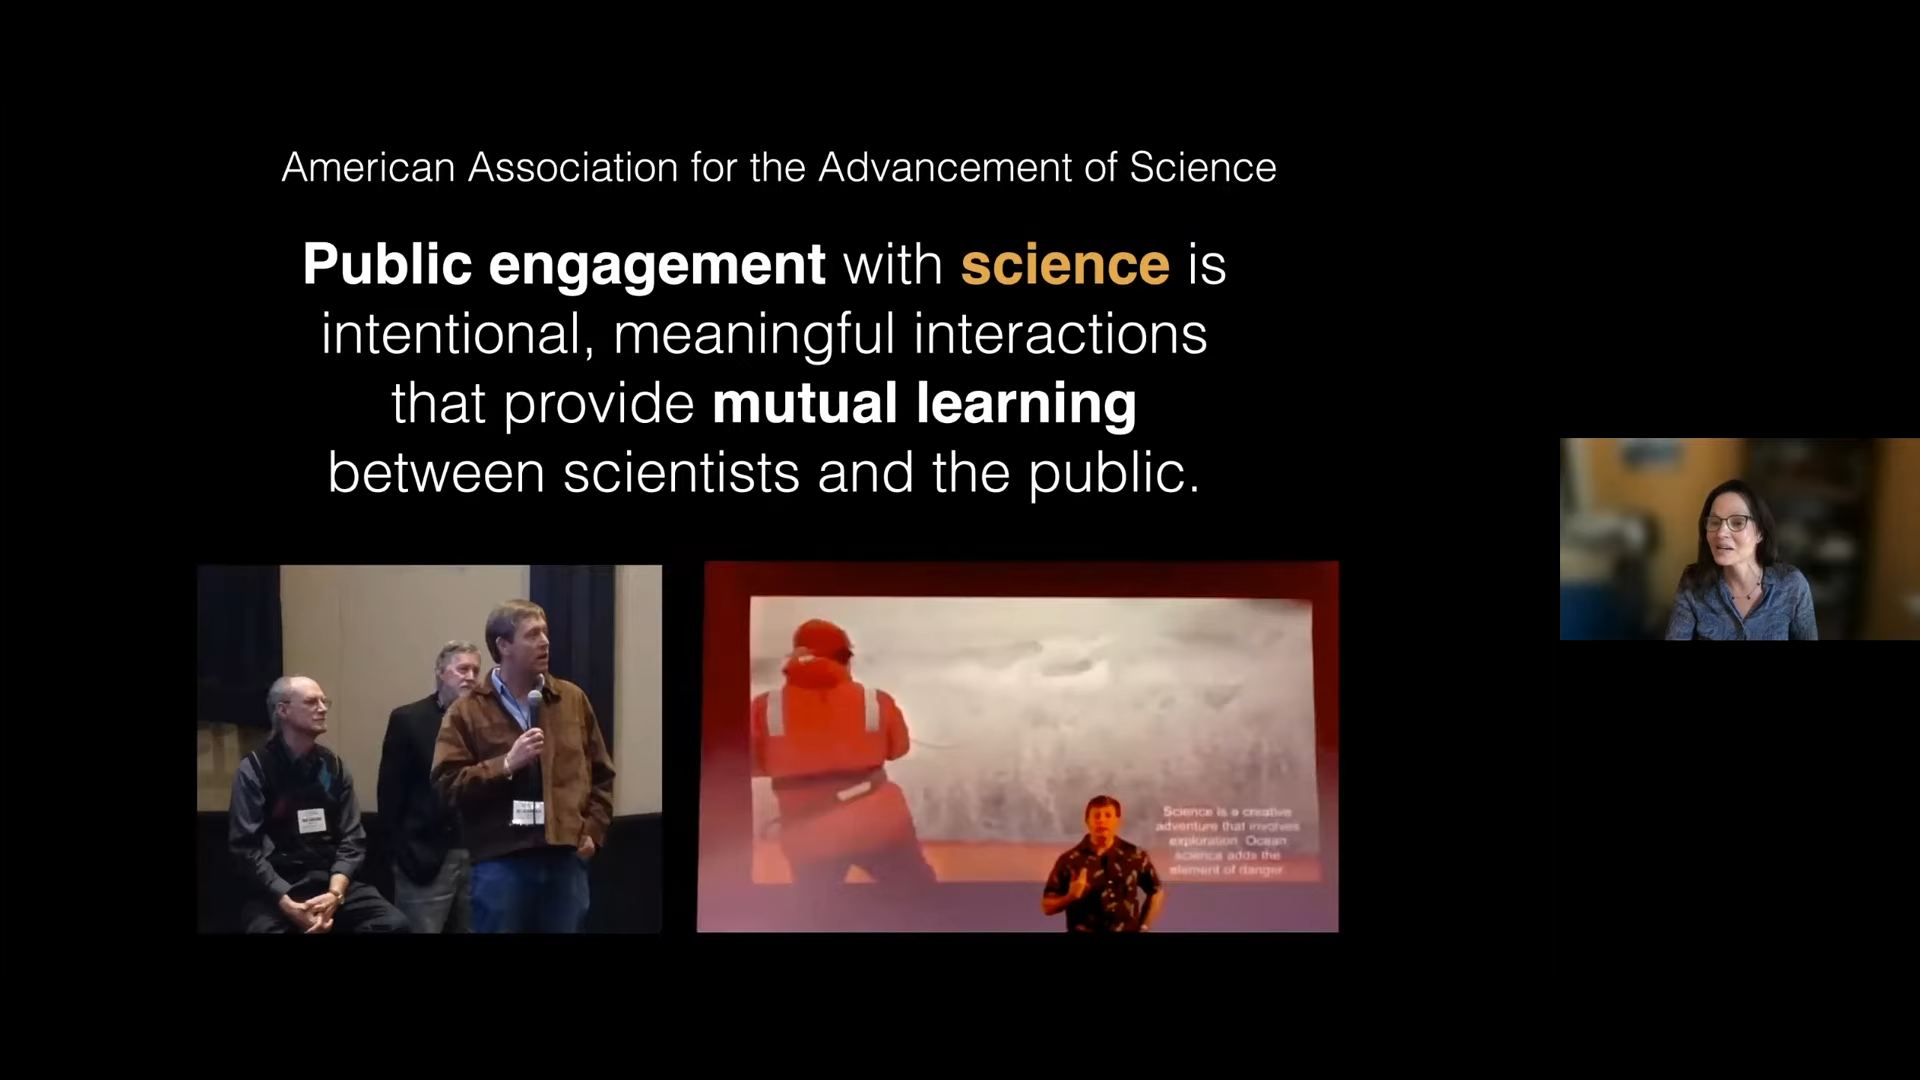 American Association for the Advancement of Science
Public engagement with science is
intentional, meaningful interactions
that provide mutual learning
between scientists and the public.
Science is a creative
adventure that involves
exploration. Ocean
science adds the
element of danger.